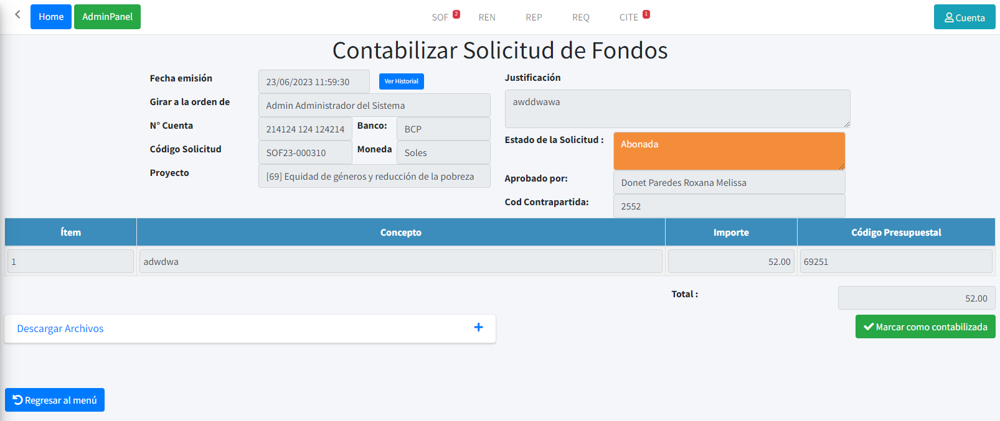 Home AdminPanel SOF 2 REN REP REQ CITE 1 Cuenta
Contabilizar Solicitud de Fondos
Fecha emisión 23/06/2023 11:59:30 Ver Historial
Girar a la orden de Admin Administrador del Sistema
N° Cuenta 214124 124 124214 Banco: BCP
Código Solicitud SOF23-000310 Moneda Soles
Proyecto [69] Equidad de géneros y reducción de la pobreza
Justificación
awddwawa
Estado de la Solicitud : Abonada
Aprobado por: Donet Paredes Roxana Melissa
Cod Contrapartida: 2552
Ítem Concepto Importe Código Presupuestal
1 adwdwa 52.00 69251
Total : 52.00
Descargar Archivos
Marcar como contabilizada
Regresar al menú